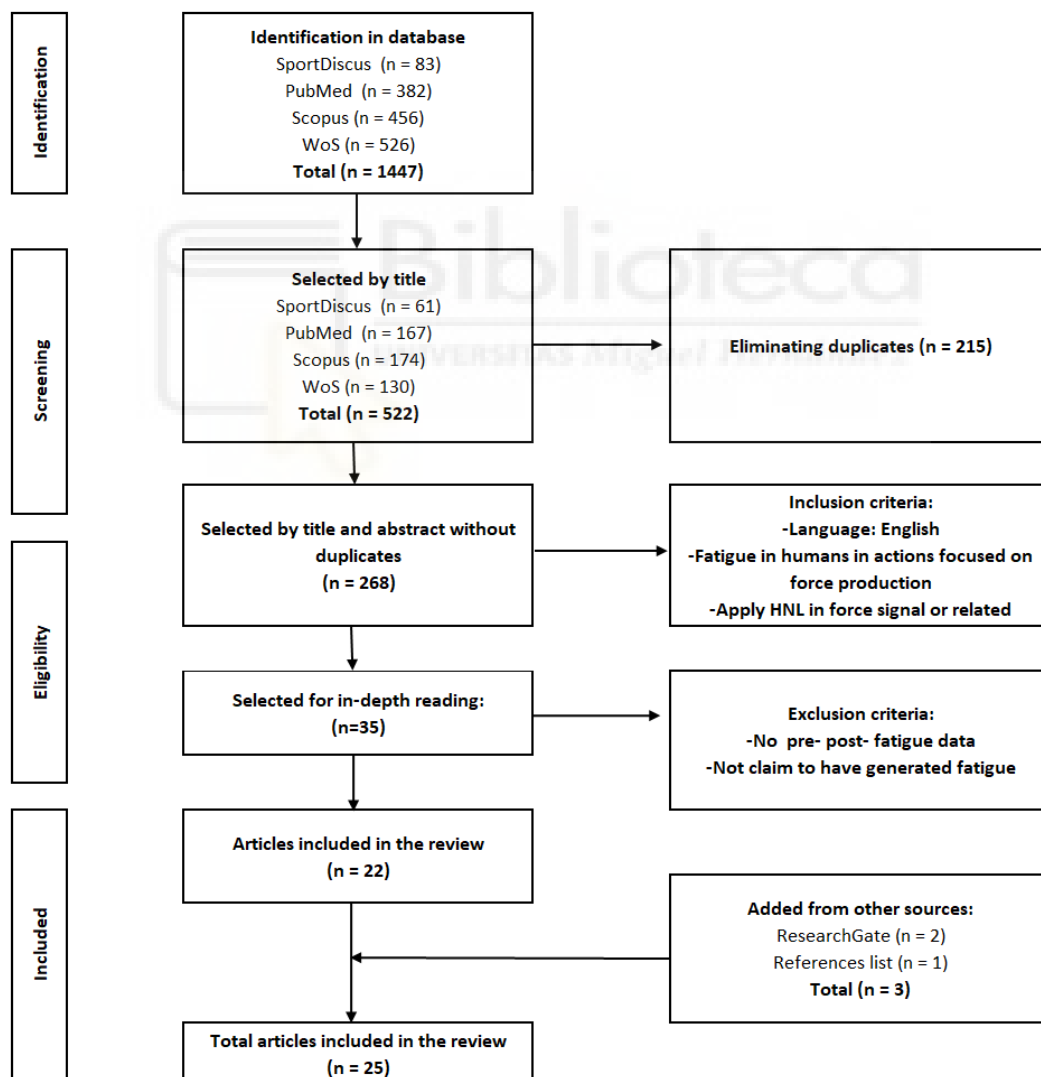 Identification
Identification in database
SportDiscus (n = 83)
PubMed (n = 382)
Scopus (n = 456)
WoS (n = 526)
Total (n = 1447)
Biblioteca
UNIVERSITAS Miguel Hernández
Screening
Selected by title
SportDiscus (n = 61)
PubMed (n = 167)
Scopus (n = 174)
WoS (n = 130)
Total (n = 522)
Eliminating duplicates (n = 215)
Selected by title and abstract without
duplicates
(n = 268)
Inclusion criteria:
-Language: English
-Fatigue in humans in actions focused on
force production
-Apply HNL in force signal or related
Eligibility
Selected for in-depth reading:
(n=35)
Exclusion criteria:
-No pre- post- fatigue data
-Not claim to have generated fatigue
Included
Articles included in the review
(n = 22)
Added from other sources:
ResearchGate (n = 2)
References list (n = 1)
Total (n = 3)
Total articles included in the review
(n = 25)